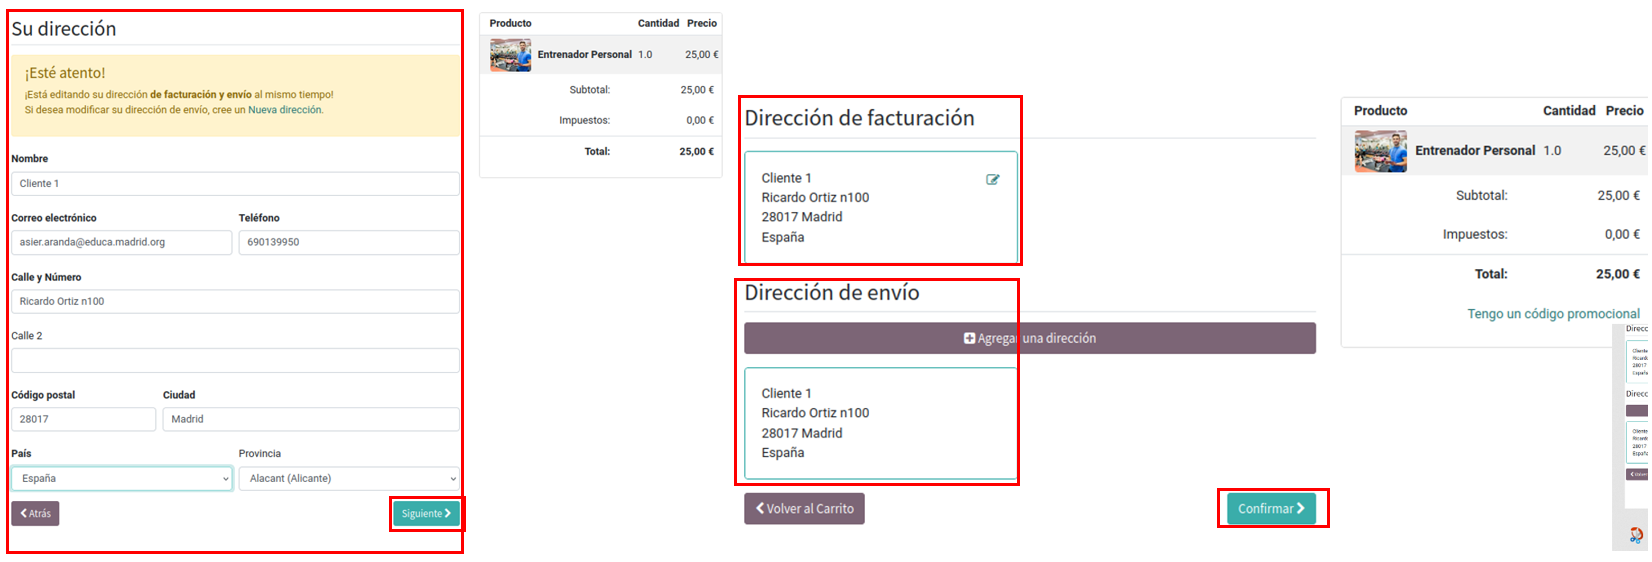 Su dirección
¡Esté atento!
¡Está editando su dirección de facturación y envío al mismo tiempo!
Si desea modificar su dirección de envío, cree un Nueva dirección.
Nombre
Cliente 1
Correo electrónico Teléfono
asier.aranda@educa.madrid.org 690139950
Calle y Número
Ricardo Ortiz n100
Calle 2
Código postal Ciudad
28017 Madrid
País Provincia
España Alacant (Alicante)
Atrás Siguiente
Producto Cantidad Precio
Entrenador Personal 1.0 25,00 €
Subtotal: 25,00 €
Impuestos: 0,00 €
Total: 25,00 €
Dirección de facturación
Cliente 1
Ricardo Ortiz n100
28017 Madrid
España
Dirección de envío
Agregar una dirección
Cliente 1
Ricardo Ortiz n100
28017 Madrid
España
Volver al Carrito Confirmar
Producto Cantidad Precio
Entrenador Personal 1.0 25,00 €
Subtotal: 25,00 €
Impuestos: 0,00 €
Total: 25,00 €
Tengo un código promocional